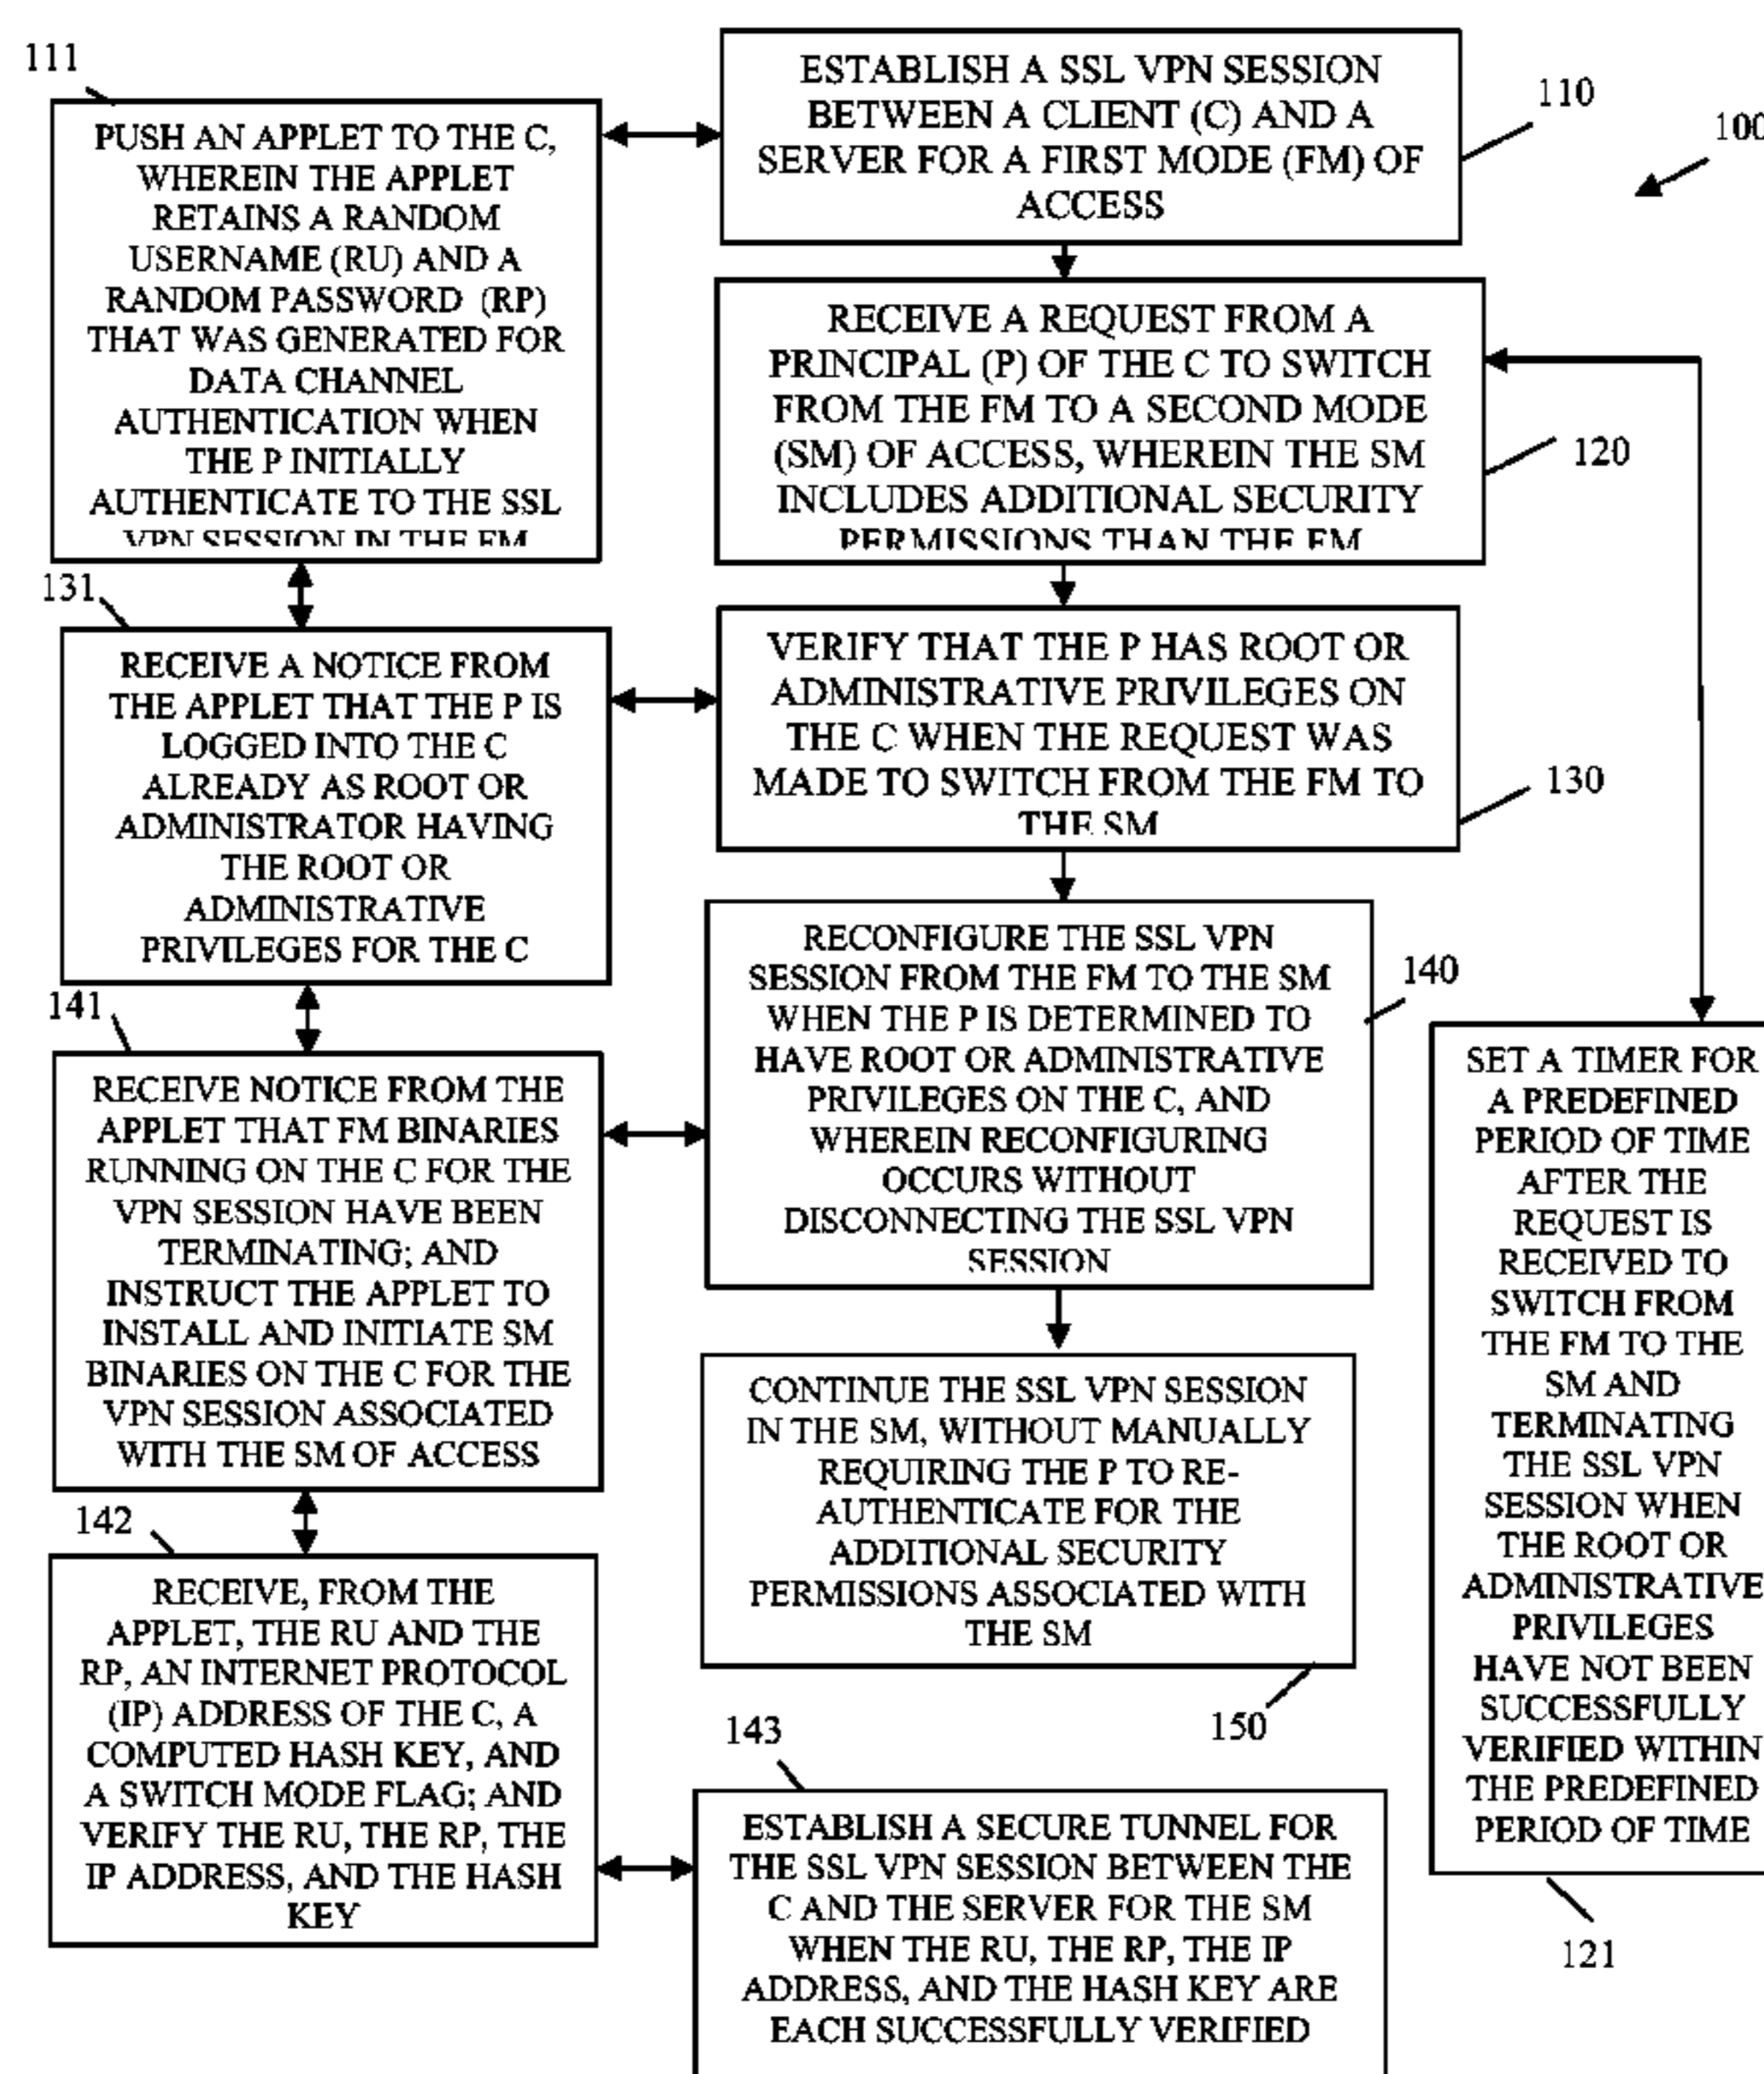 111
PUSH AN APPLET TO THE C,
WHEREIN THE APPLET
RETAINS A RANDOM
USERNAME (RU) AND A
RANDOM PASSWORD (RP)
THAT WAS GENERATED FOR
DATA CHANNEL
AUTHENTICATION WHEN
THE P INITIALLY
AUTHENTICATE TO THE SSL
VPN SESSION IN THE FM
ESTABLISH A SSL VPN SESSION
BETWEEN A CLIENT (C) AND A
SERVER FOR A FIRST MODE (FM) OF
ACCESS
110
100
RECEIVE A REQUEST FROM A
PRINCIPAL (P) OF THE C TO SWITCH
FROM THE FM TO A SECOND MODE
(SM) OF ACCESS, WHEREIN THE SM
INCLUDES ADDITIONAL SECURITY
PERMISSIONS THAN THE FM
120
131
RECEIVE A NOTICE FROM
THE APPLET THAT THE P IS
LOGGED INTO THE C
ALREADY AS ROOT OR
ADMINISTRATOR HAVING
THE ROOT OR
ADMINISTRATIVE
PRIVILEGES FOR THE C
VERIFY THAT THE P HAS ROOT OR
ADMINISTRATIVE PRIVILEGES ON
THE C WHEN THE REQUEST WAS
MADE TO SWITCH FROM THE FM TO
THE SM
130
141
RECEIVE NOTICE FROM THE
APPLET THAT FM BINARIES
RUNNING ON THE C FOR THE
VPN SESSION HAVE BEEN
TERMINATING; AND
INSTRUCT THE APPLET TO
INSTALL AND INITIATE SM
BINARIES ON THE C FOR THE
VPN SESSION ASSOCIATED
WITH THE SM OF ACCESS
RECONFIGURE THE SSL VPN
SESSION FROM THE FM TO THE SM
WHEN THE P IS DETERMINED TO
HAVE ROOT OR ADMINISTRATIVE
PRIVILEGES ON THE C, AND
WHEREIN RECONFIGURING
OCCURS WITHOUT
DISCONNECTING THE SSL VPN
SESSION
140
SET A TIMER FOR
A PREDEFINED
PERIOD OF TIME
AFTER THE
REQUEST IS
RECEIVED TO
SWITCH FROM
THE FM TO THE
SM AND
TERMINATING
THE SSL VPN
SESSION WHEN
THE ROOT OR
ADMINISTRATIVE
PRIVILEGES
HAVE NOT BEEN
SUCCESSFULLY
VERIFIED WITHIN
THE PREDEFINED
PERIOD OF TIME
121
CONTINUE THE SSL VPN SESSION
IN THE SM, WITHOUT MANUALLY
REQUIRING THE P TO RE-
AUTHENTICATE FOR THE
ADDITIONAL SECURITY
PERMISSIONS ASSOCIATED WITH
THE SM
150
142
RECEIVE, FROM THE
APPLET, THE RU AND THE
RP, AN INTERNET PROTOCOL
(IP) ADDRESS OF THE C, A
COMPUTED HASH KEY, AND
A SWITCH MODE FLAG; AND
VERIFY THE RU, THE RP, THE
IP ADDRESS, AND THE HASH
KEY
143
ESTABLISH A SECURE TUNNEL FOR
THE SSL VPN SESSION BETWEEN THE
C AND THE SERVER FOR THE SM
WHEN THE RU, THE RP, THE IP
ADDRESS, AND THE HASH KEY ARE
EACH SUCCESSFULLY VERIFIED